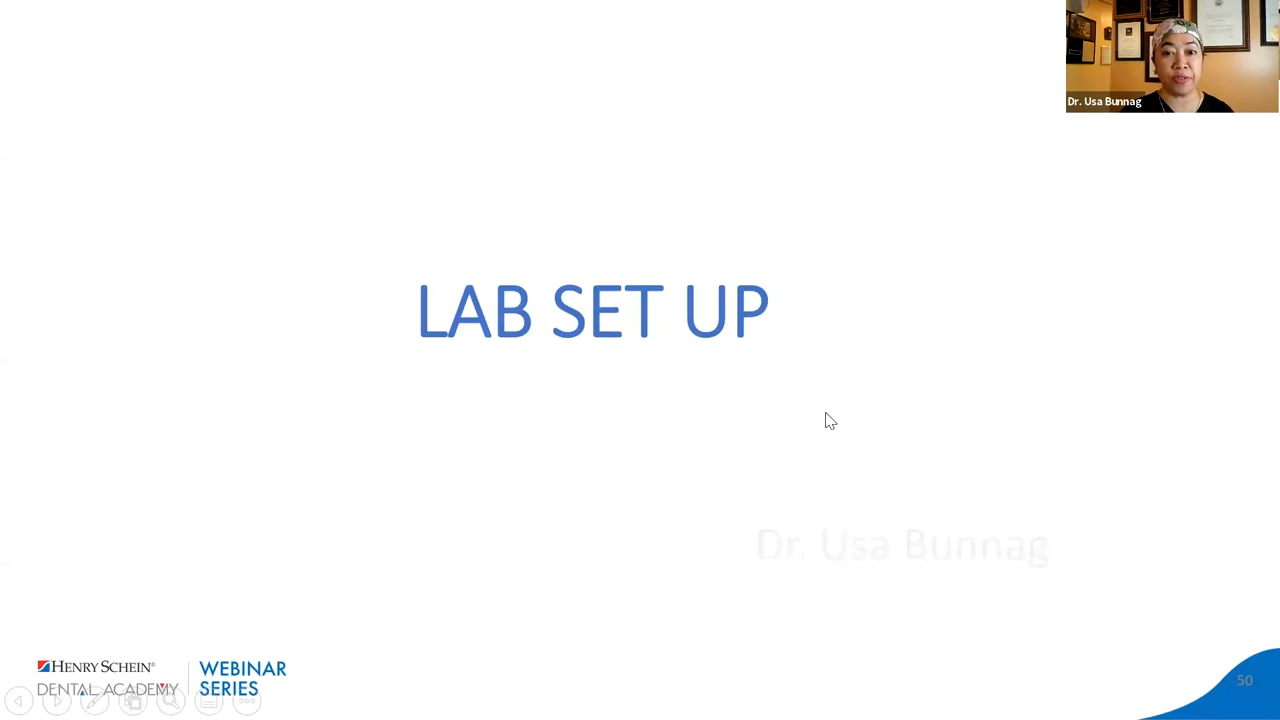 Dr. Usa Bunnag
LAB SET UP
Dr. Usa Bunnag
HENRY SCHEIN®
DENTAL ACADEMY
WEBINAR
SERIES
50